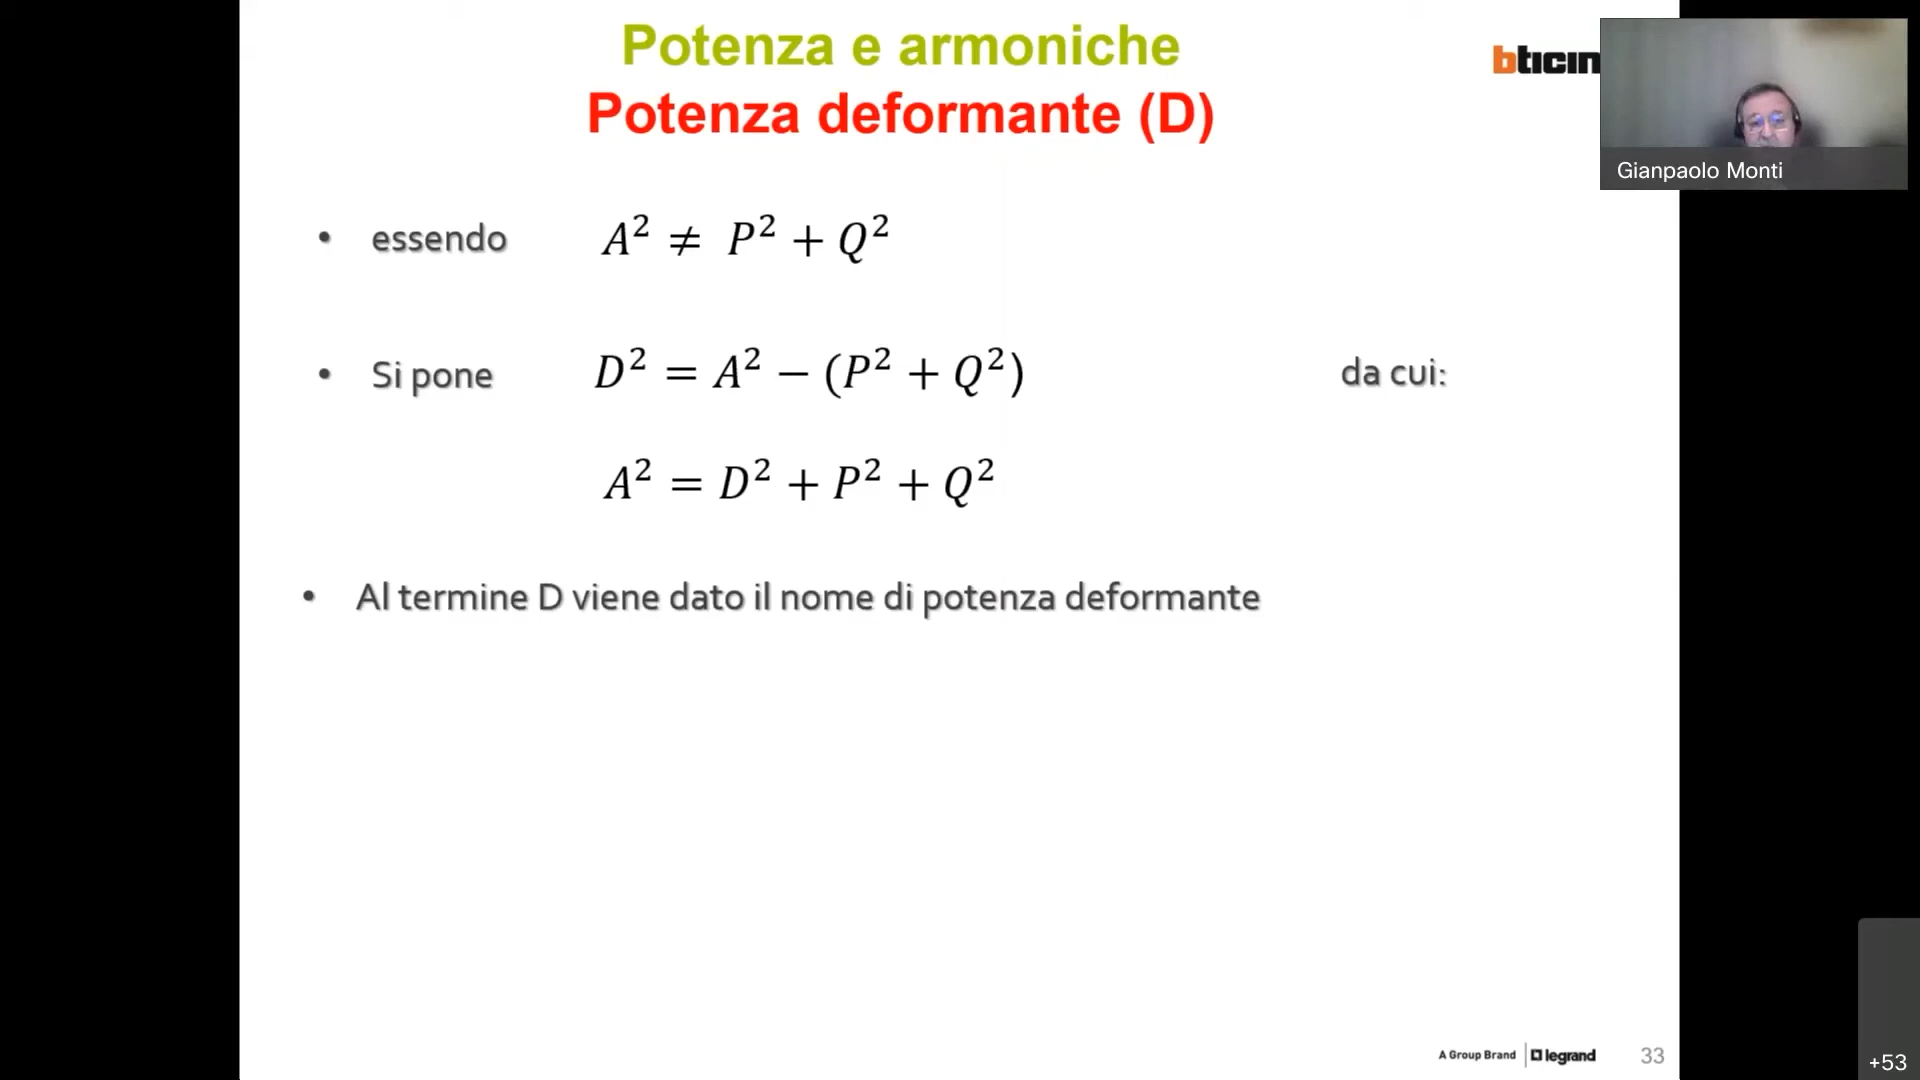 Potenza e armoniche
Potenza deformante (D)
bticin
Gianpaolo Monti
• essendo A² ≠ P² + Q²
• Si pone D² = A² − (P² + Q²) da cui:
A² = D² + P² + Q²
• Al termine D viene dato il nome di potenza deformante
A Group Brand legrand 33
+53